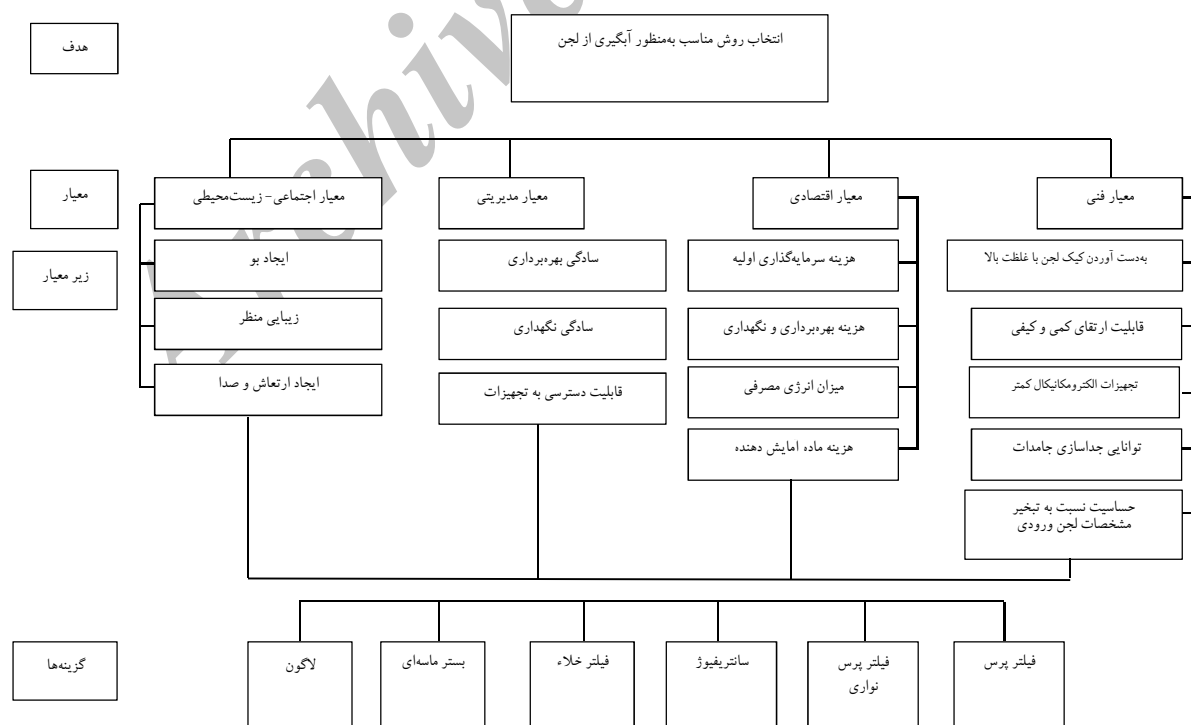 هدف
انتخاب روش مناسب به‌منظور آبگیری از لجن
معیار
معیار فنی
معیار اقتصادی
معیار مدیریتی
معیار اجتماعی- زیست‌محیطی
زیر معیار
به‌دست آوردن کیک لجن با غلظت بالا
قابلیت ارتقای کمی و کیفی
تجهیزات الکترومکانیکال کمتر
توانایی جداسازی جامدات
حساسیت نسبت به تبخیر
مشخصات لجن ورودی
هزینه سرمایه‌گذاری اولیه
هزینه بهره‌برداری و نگهداری
میزان انرژی مصرفی
هزینه ماده امایش دهنده
سادگی بهره‌برداری
سادگی نگهداری
قابلیت دسترسی به تجهیزات
ایجاد بو
زیبایی منظر
ایجاد ارتعاش و صدا
گزینه‌ها
فیلتر پرس
فیلتر پرس
نواری
سانتریفیوژ
فیلتر خلاء
بستر ماسه‌ای
لاگون
Archive